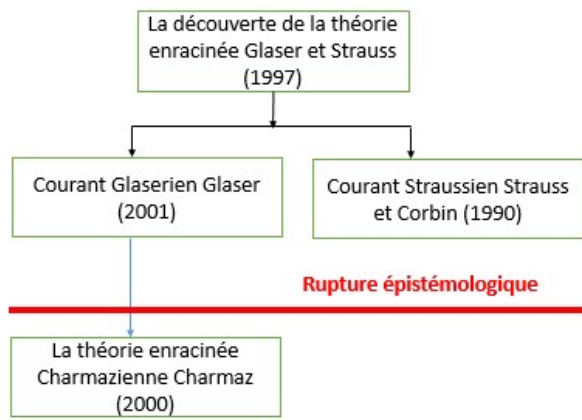 La découverte de la théorie
enracinée Glaser et Strauss
(1997)
Courant Glaserien Glaser
(2001)
Courant Straussien Strauss
et Corbin (1990)
Rupture épistémologique
La théorie enracinée
Charmazienne Charmaz
(2000)